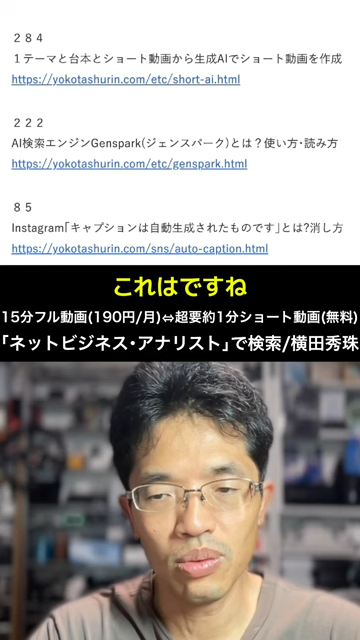 ２８４
１テーマと台本とショート動画から生成AIでショート動画を作成
https://yokotashurin.com/etc/short-ai.html
２２２
AI検索エンジンGenspark(ジェンスパーク)とは？使い方･読み方
https://yokotashurin.com/etc/genspark.html
８５
Instagram｢キャプションは自動生成されたものです｣とは?消し方
https://yokotashurin.com/sns/auto-caption.html
これはですね
15分フル動画(190円/月)⇔超要約1分ショート動画(無料)
｢ネットビジネス･アナリスト｣で検索/横田秀珠